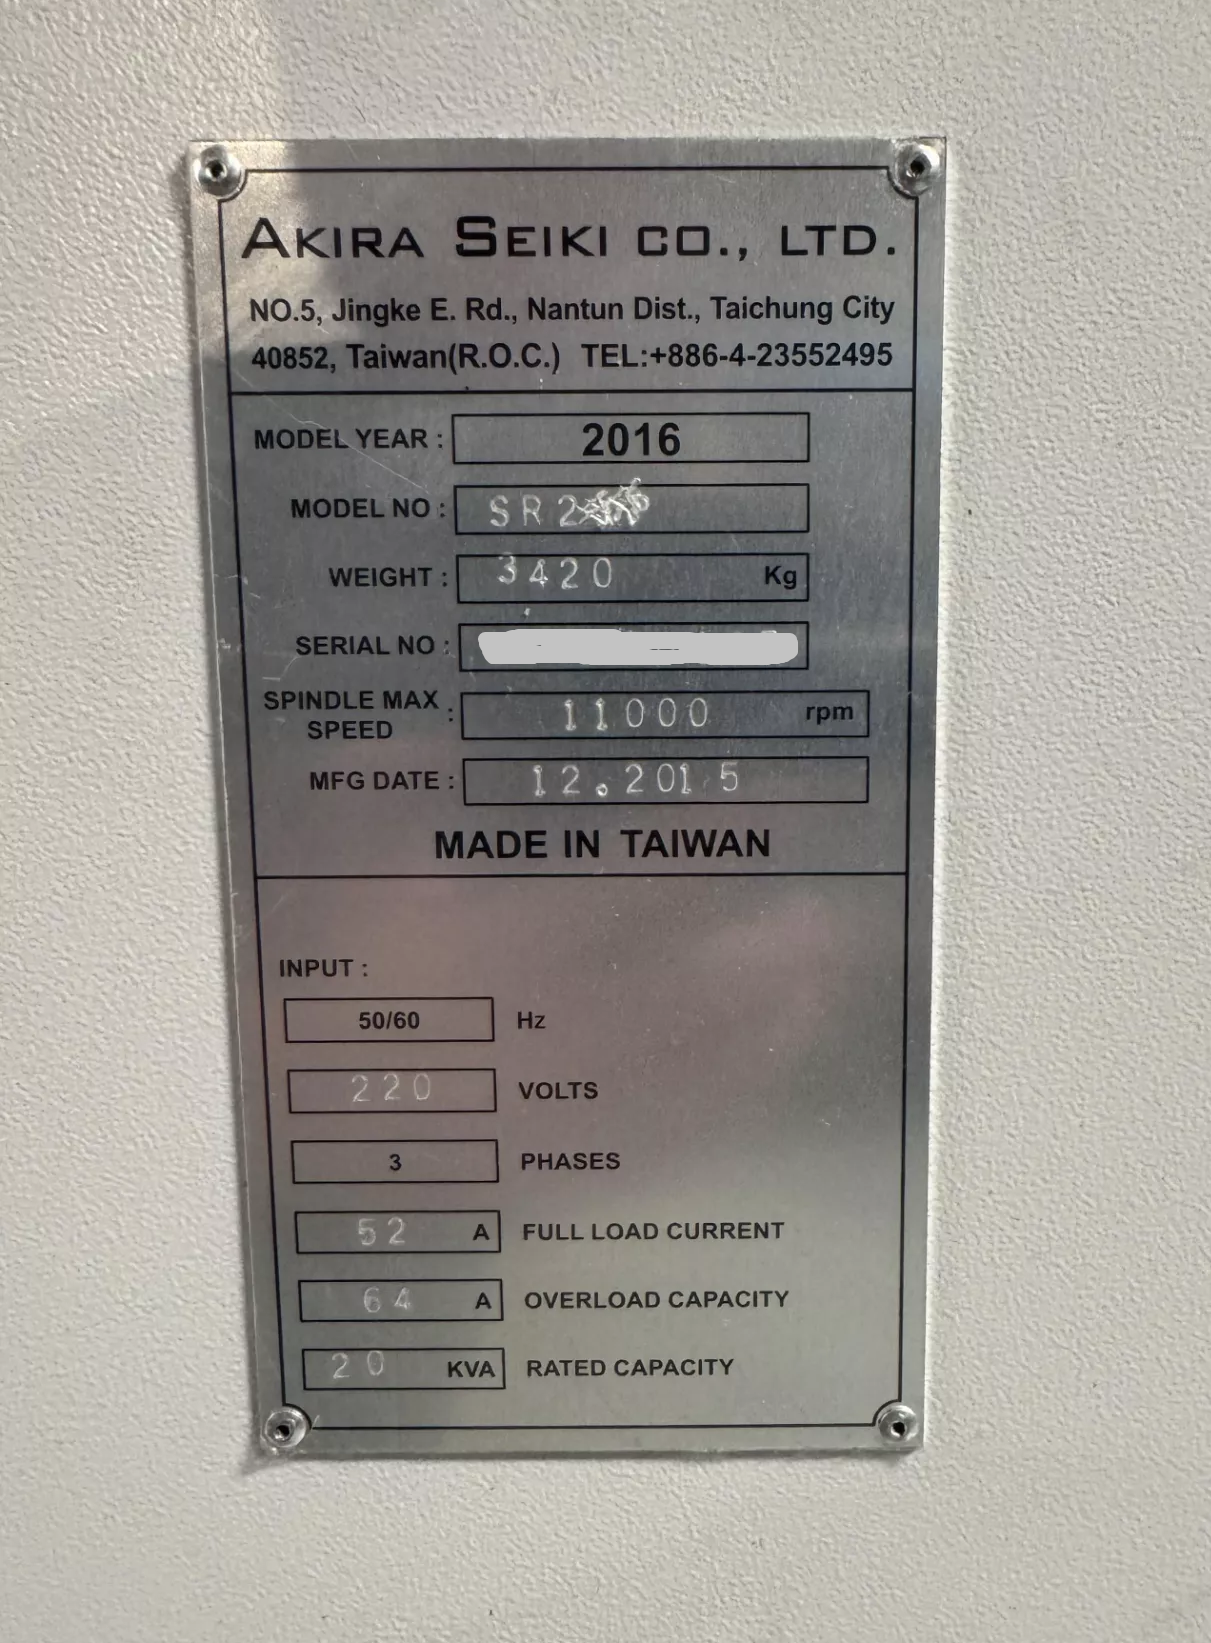 AKIRA SEIKI CO., LTD.
NO.5, Jingke E. Rd., Nantun Dist., Taichung City
40852, Taiwan(R.O.C.) TEL:+886-4-23552495
MODEL YEAR : 2016
MODEL NO : SR2
WEIGHT : 3420 Kg
SERIAL NO :
SPINDLE MAX SPEED : 11000 rpm
MFG DATE : 12.2015
MADE IN TAIWAN
INPUT :
50/60 Hz
220 VOLTS
3 PHASES
52 A FULL LOAD CURRENT
64 A OVERLOAD CAPACITY
20 KVA RATED CAPACITY